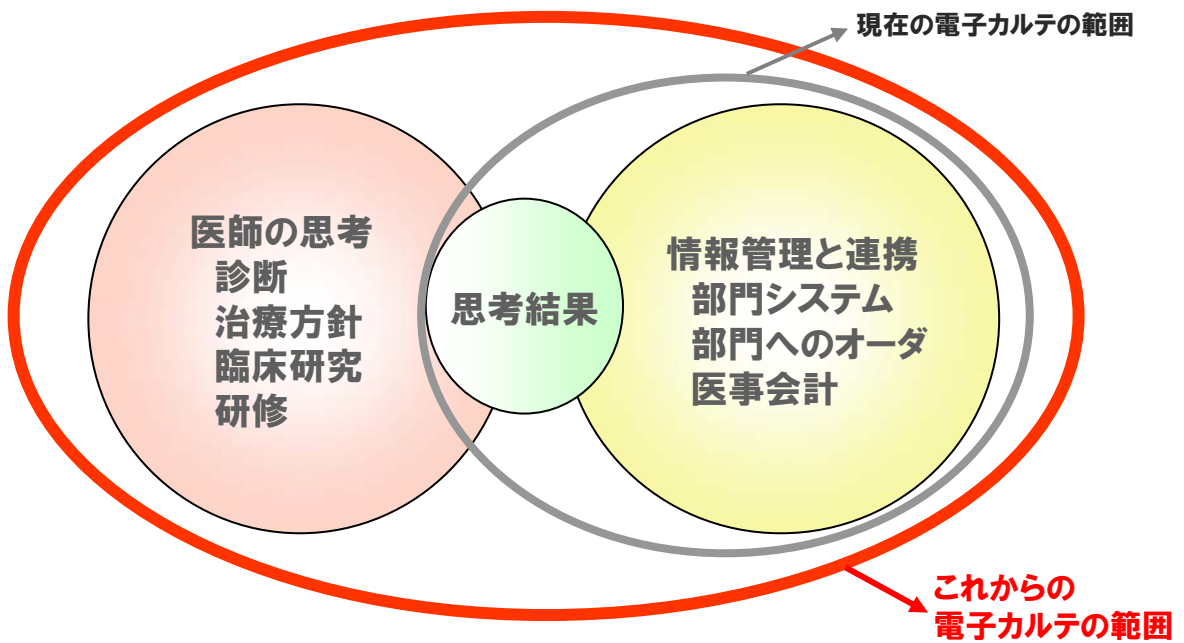 現在の電子カルテの範囲
医師の思考
診断
治療方針
臨床研究
研修
思考結果
情報管理と連携
部門システム
部門へのオーダ
医事会計
これからの
電子カルテの範囲